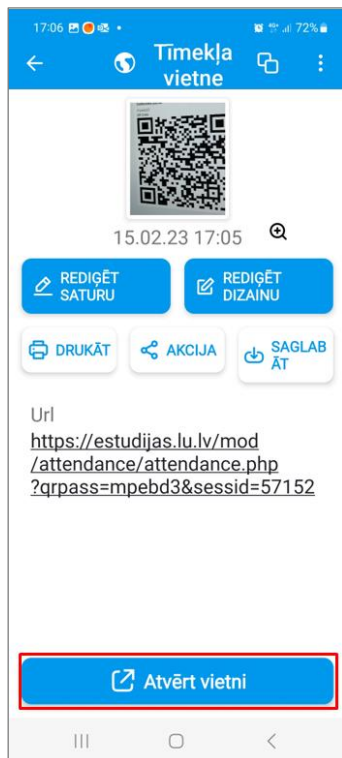 17:06
72%
Tīmekļa
vietne
15.02.23 17:05
REDIĢĒT
SATURU
REDIĢĒT
DIZAINU
DRUKĀT
AKCIJA
SAGLAB
ĀT
Url
https://estudijas.lu.lv/mod
/attendance/attendance.php
?qrpass=mpebd3&sessid=57152
Atvērt vietni